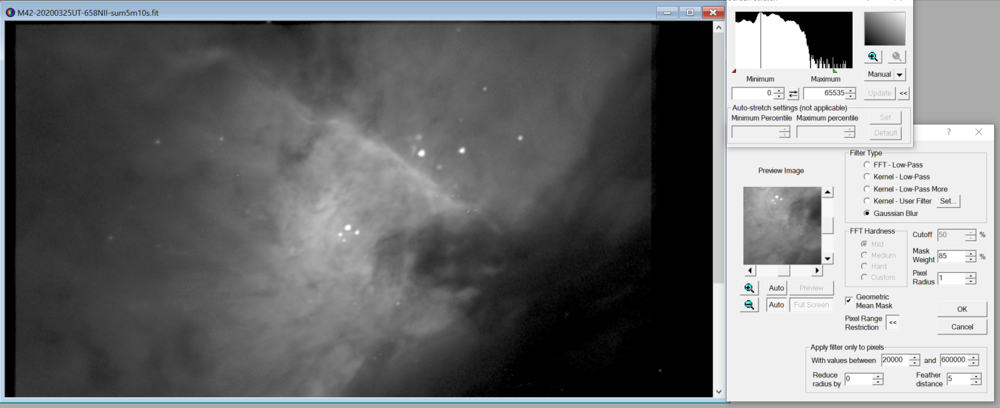 M42-20200325UT-658NII-sum5m10s.fit
Minimum Maximum
Manual
0 65535 Update <<
Auto-stretch settings (not applicable)
Minimum Percentile Maximum percentile Set
Default
?
Filter Type
Preview Image
FFT - Low-Pass
Kernel - Low-Pass
Kernel - Low-Pass More
Kernel - User Filter Set...
Gaussian Blur
FFT Hardness
Mild
Medium
Hard
Custom
Cutoff 50 %
Mask
Weight 85 %
Pixel
Radius 1
Auto Preview
Auto Full Screen
Geometric
Mean Mask
Pixel Range
Restriction <<
OK
Cancel
Apply filter only to pixels
With values between 20000 and 600000
Reduce
radius by 0
Feather
distance 5